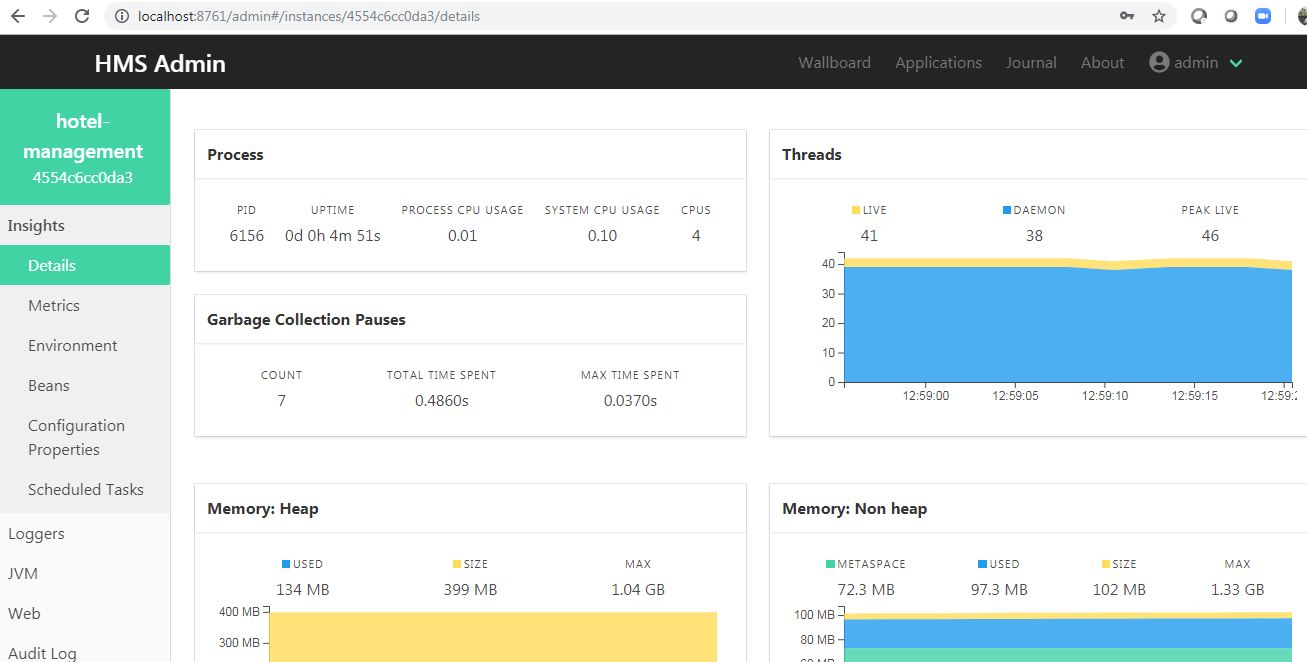 localhost:8761/admin#/instances/4554c6cc0da3/details
HMS Admin
Wallboard Applications Journal About admin
hotel-
management
4554c6cc0da3
Insights
Details
Metrics
Environment
Beans
Configuration
Properties
Scheduled Tasks
Loggers
JVM
Web
Audit Log
Process
PID UPTIME PROCESS CPU USAGE SYSTEM CPU USAGE CPUS
6156 0d 0h 4m 51s 0.01 0.10 4
Garbage Collection Pauses
COUNT TOTAL TIME SPENT MAX TIME SPENT
7 0.4860s 0.0370s
Threads
LIVE DAEMON PEAK LIVE
41 38 46
40
30
20
10
0
12:59:00 12:59:05 12:59:10 12:59:15 12:59:2
Memory: Heap
USED SIZE MAX
134 MB 399 MB 1.04 GB
400 MB
300 MB
Memory: Non heap
METASPACE USED SIZE MAX
72.3 MB 97.3 MB 102 MB 1.33 GB
100 MB
80 MB
60 MB